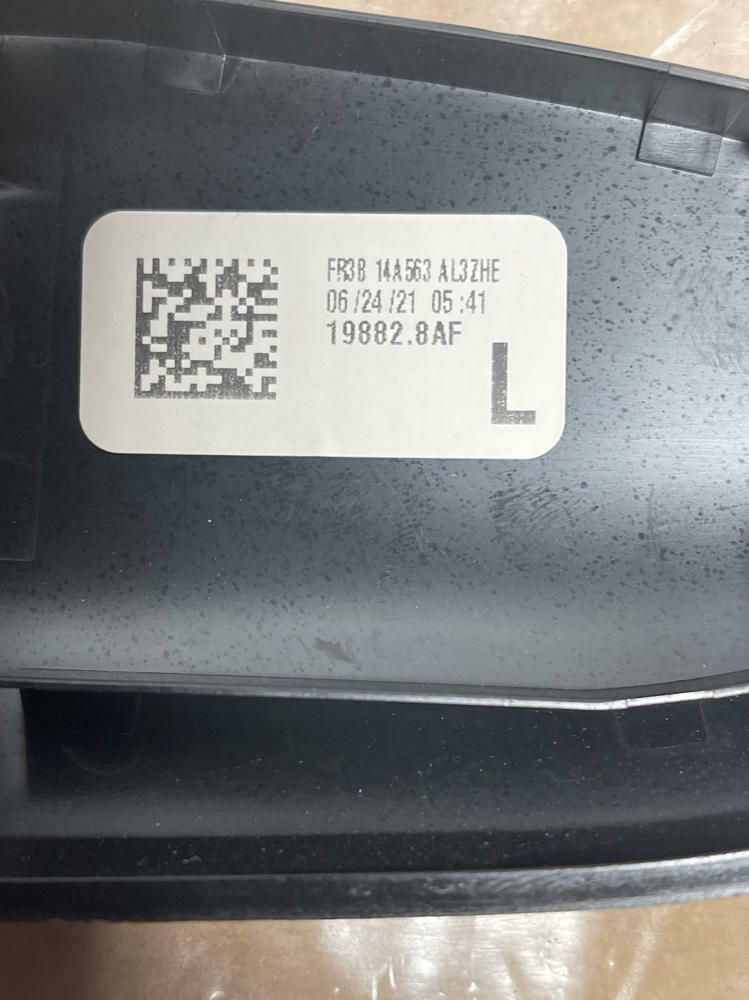 FR3B 14A563 AL3ZHE
06/24/21 05:41
19882.8AF
L